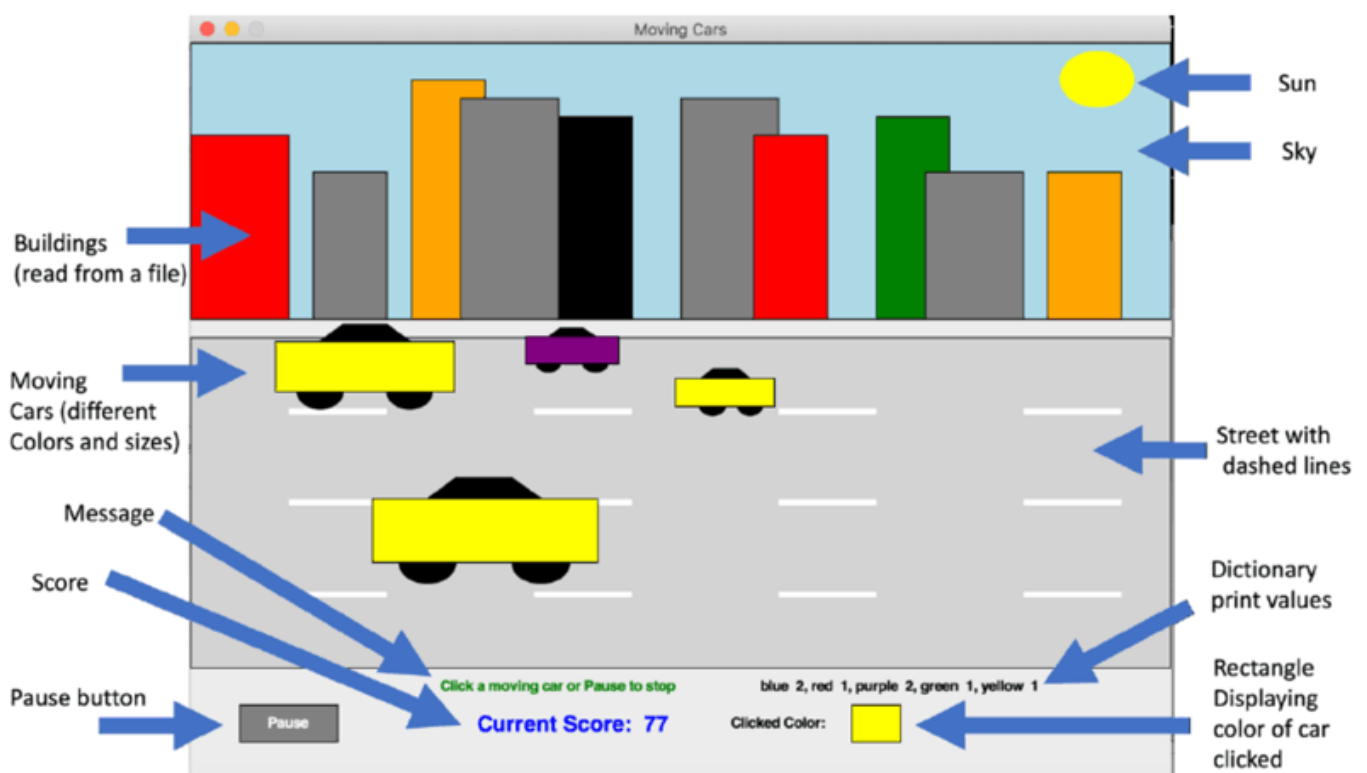 Moving Cars
Sun
Sky
Buildings
(read from a file)
Moving
Cars (different
Colors and sizes)
Street with
dashed lines
Message
Score
Dictionary
print values
Click a moving car or Pause to stop
blue 2, red 1, purple 2, green 1, yellow 1
Pause button
Pause
Current Score: 77
Clicked Color:
Rectangle
Displaying
color of car
clicked